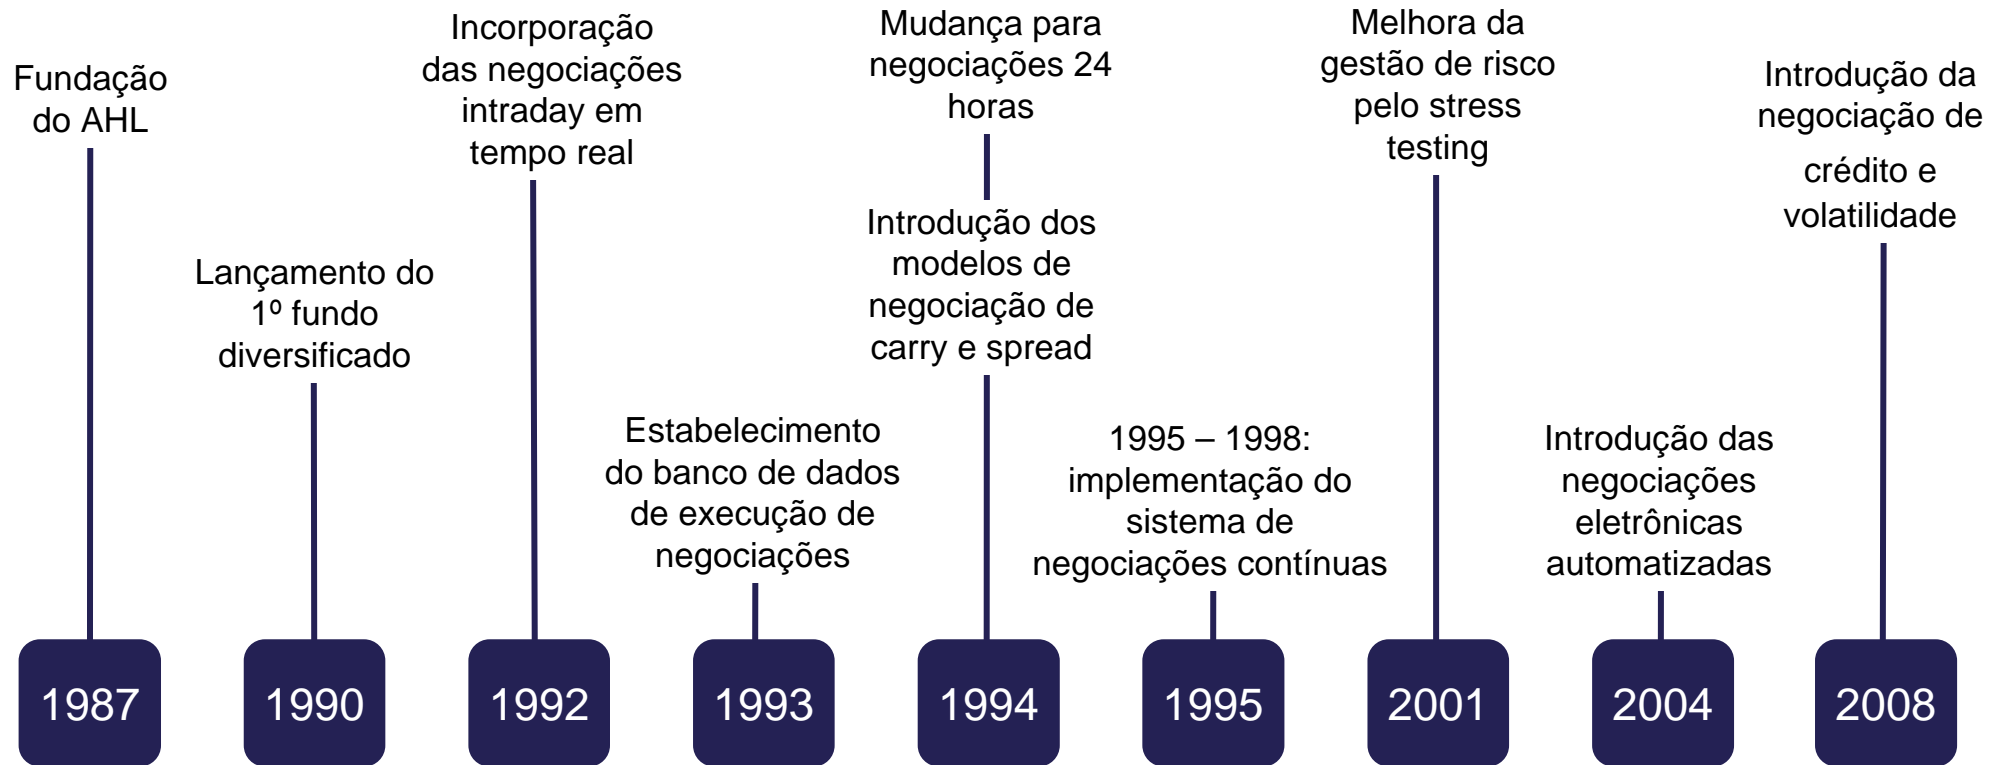 Fundação
do AHL
Lançamento do
1º fundo
diversificado
Incorporação
das negociações
intraday em
tempo real
Estabelecimento
do banco de dados
de execução de
negociações
Mudança para
negociações 24
horas
Introdução dos
modelos de
negociação de
carry e spread
1995 – 1998:
implementação do
sistema de
negociações contínuas
Melhora da
gestão de risco
pelo stress
testing
Introdução das
negociações
eletrônicas
automatizadas
Introdução da
negociação de
crédito e
volatilidade
1987
1990
1992
1993
1994
1995
2001
2004
2008